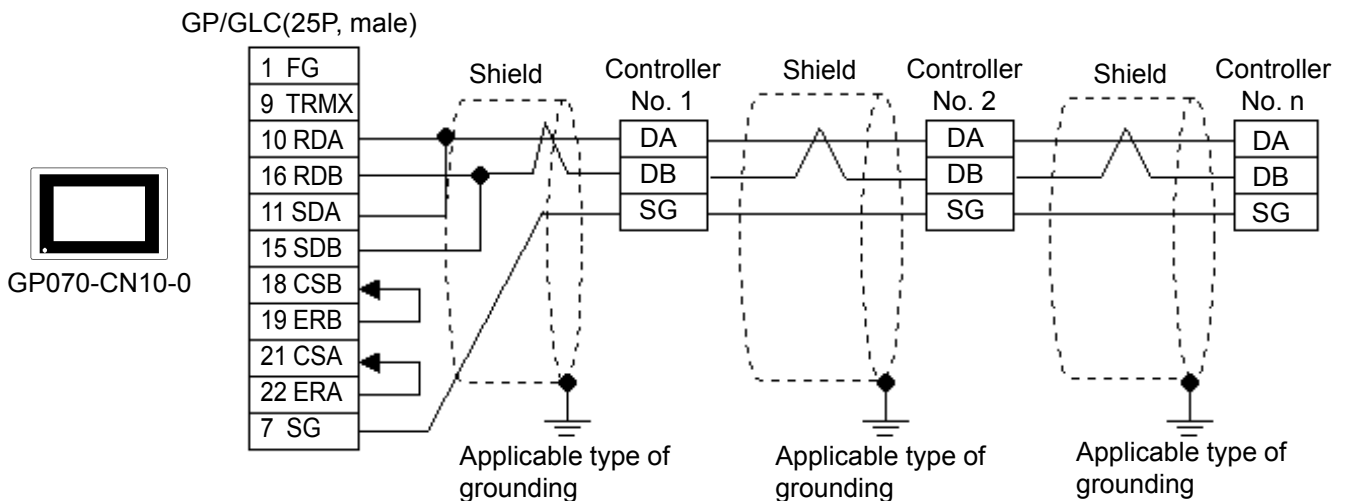 GP/GLC(25P, male)
1 FG
9 TRMX
10 RDA
16 RDB
11 SDA
15 SDB
18 CSB
19 ERB
21 CSA
22 ERA
7 SG
GP070-CN10-0
Shield
Controller
No. 1
DA
DB
SG
Shield
Controller
No. 2
DA
DB
SG
Shield
Controller
No. n
DA
DB
SG
Applicable type of
grounding
Applicable type of
grounding
Applicable type of
grounding